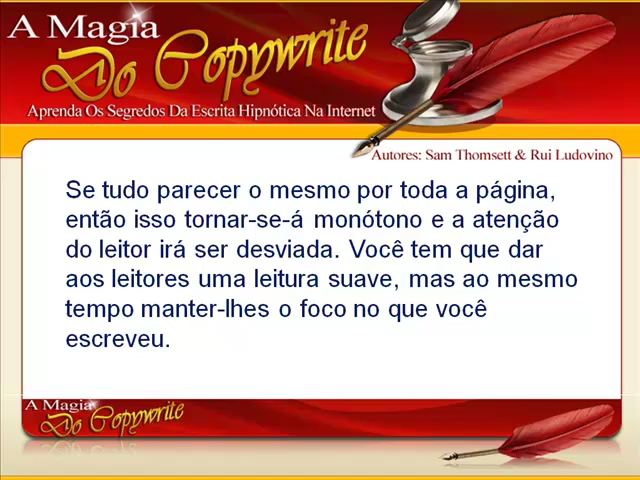 A Magia
Do Copywrite
Aprenda Os Segredos Da Escrita Hipnótica Na Internet
Autores: Sam Thomsett & Rui Ludovino
Se tudo parecer o mesmo por toda a página,
então isso tornar-se-á monótono e a atenção
do leitor irá ser desviada. Você tem que dar
aos leitores uma leitura suave, mas ao mesmo
tempo manter-lhes o foco no que você
escreveu.
A Magia
Do Copywrite